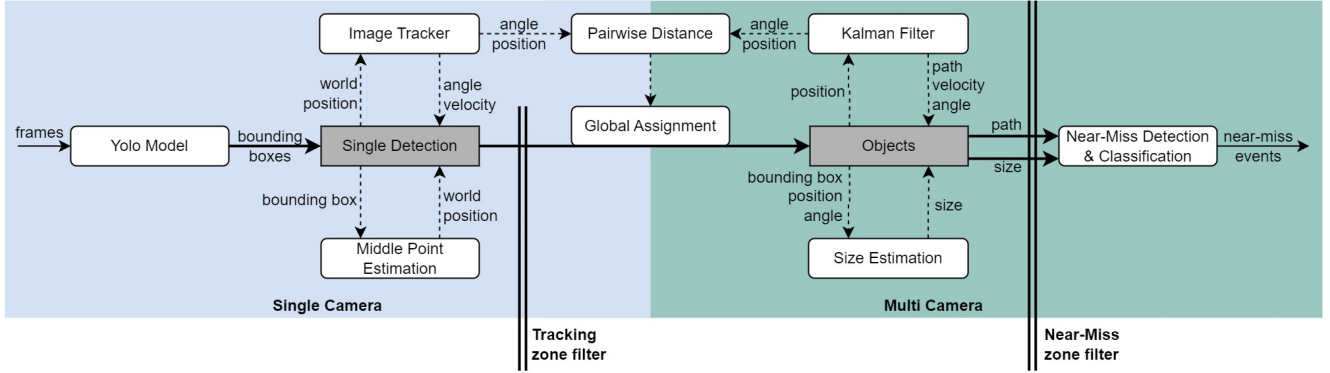 Image Tracker
angle
position
Pairwise Distance
angle
position
Kalman Filter
world
position
angle
velocity
position
path
velocity
angle
frames
Yolo Model
bounding
boxes
Single Detection
Global Assignment
Objects
path
size
Near-Miss Detection
& Classification
near-miss
events
bounding box
world
position
bounding box
position
angle
size
Middle Point
Estimation
Size Estimation
Single Camera
Multi Camera
Tracking
zone filter
Near-Miss
zone filter